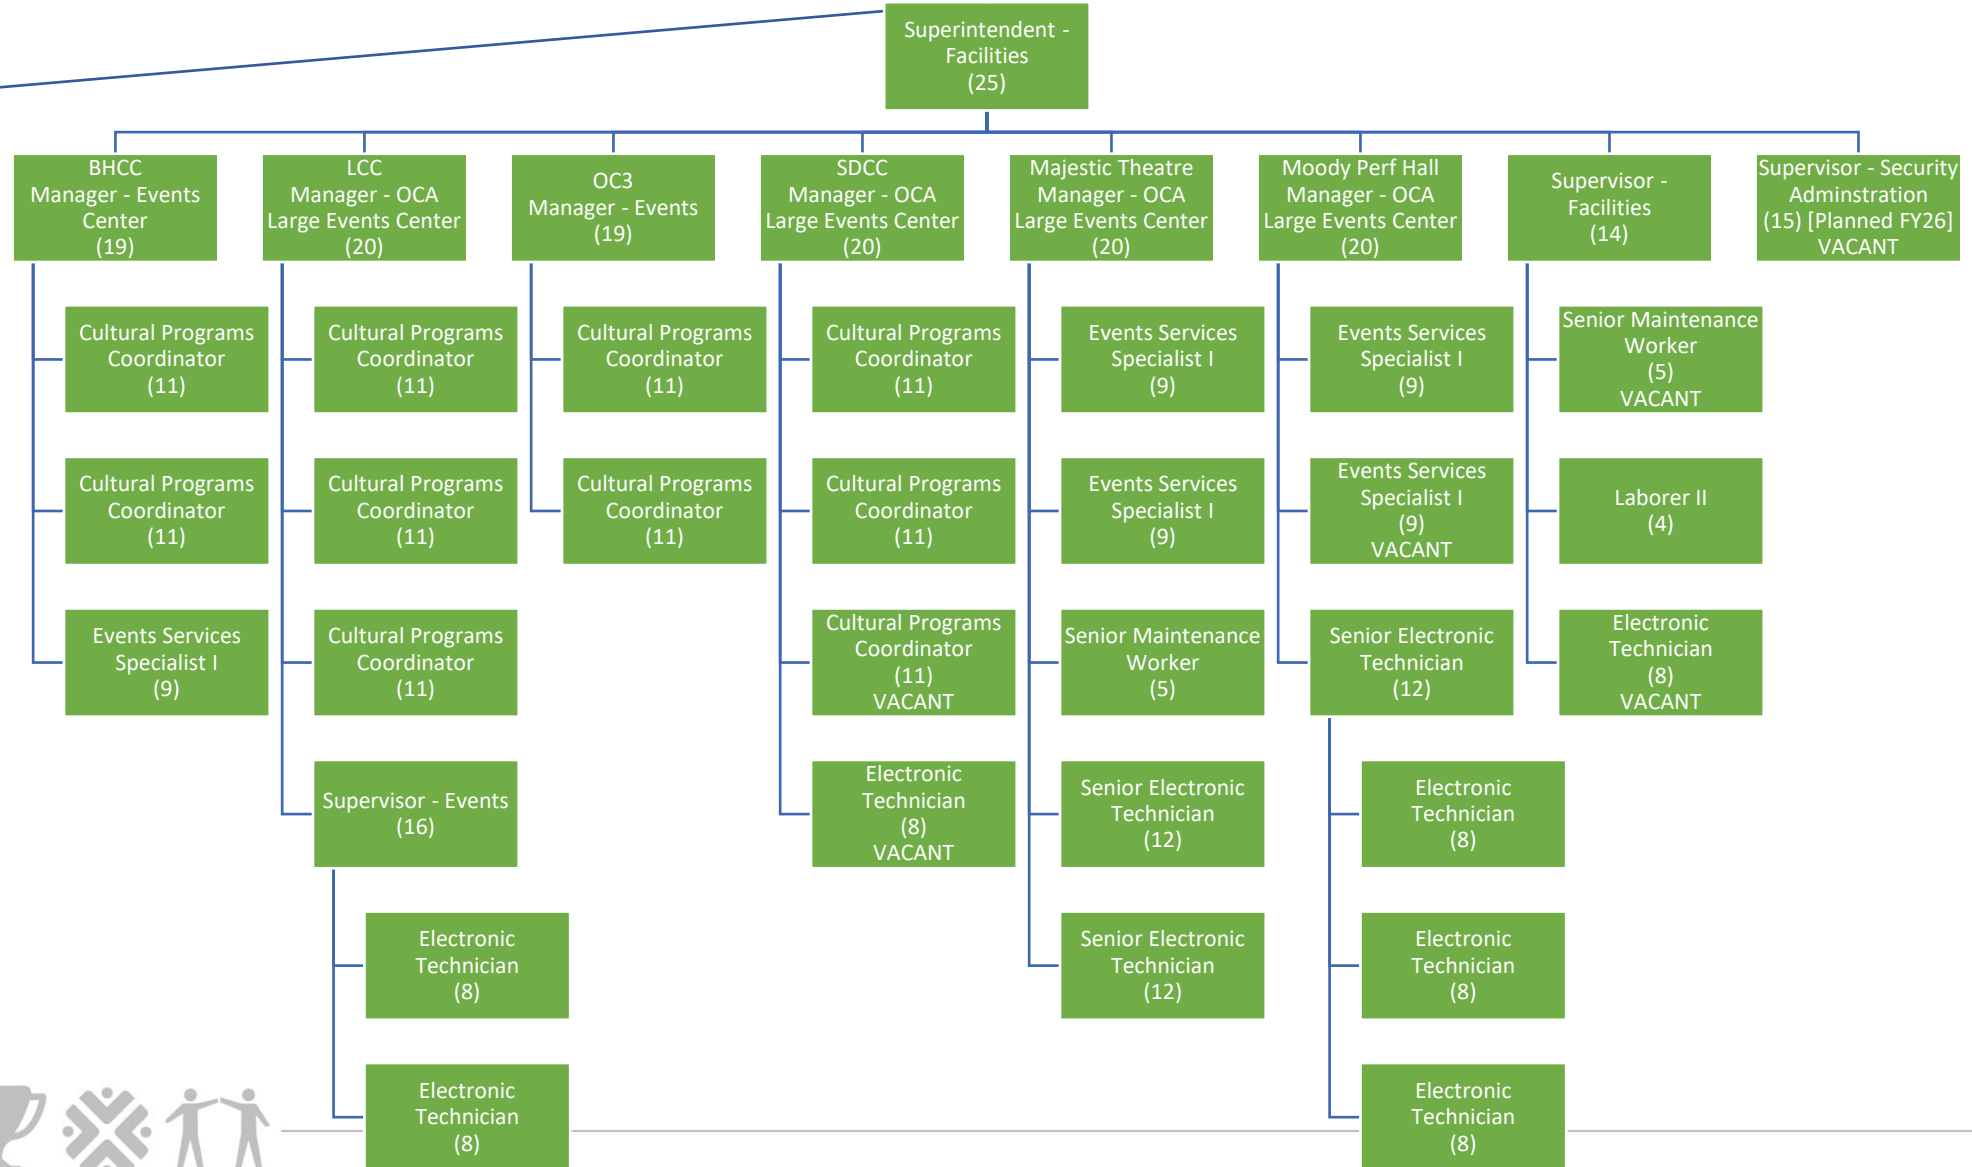 Superintendent -
Facilities
(25)
BHCC
Manager - Events
Center
(19)
LCC
Manager - OCA
Large Events Center
(20)
OC3
Manager - Events
(19)
SDCC
Manager - OCA
Large Events Center
(20)
Majestic Theatre
Manager - OCA
Large Events Center
(20)
Moody Perf Hall
Manager - OCA
Large Events Center
(20)
Supervisor -
Facilities
(14)
Supervisor - Security
Adminstration
(15) [Planned FY26]
VACANT
Cultural Programs
Coordinator
(11)
Cultural Programs
Coordinator
(11)
Cultural Programs
Coordinator
(11)
Cultural Programs
Coordinator
(11)
Events Services
Specialist I
(9)
Events Services
Specialist I
(9)
Senior Maintenance
Worker
(5)
VACANT
Cultural Programs
Coordinator
(11)
Cultural Programs
Coordinator
(11)
Cultural Programs
Coordinator
(11)
Cultural Programs
Coordinator
(11)
Events Services
Specialist I
(9)
Events Services
Specialist I
(9)
VACANT
Laborer II
(4)
Events Services
Specialist I
(9)
Cultural Programs
Coordinator
(11)
Cultural Programs
Coordinator
(11)
VACANT
Senior Maintenance
Worker
(5)
Senior Electronic
Technician
(12)
Electronic
Technician
(8)
VACANT
Supervisor - Events
(16)
Electronic
Technician
(8)
VACANT
Senior Electronic
Technician
(12)
Electronic
Technician
(8)
Electronic
Technician
(8)
Senior Electronic
Technician
(12)
Electronic
Technician
(8)
Electronic
Technician
(8)
Electronic
Technician
(8)